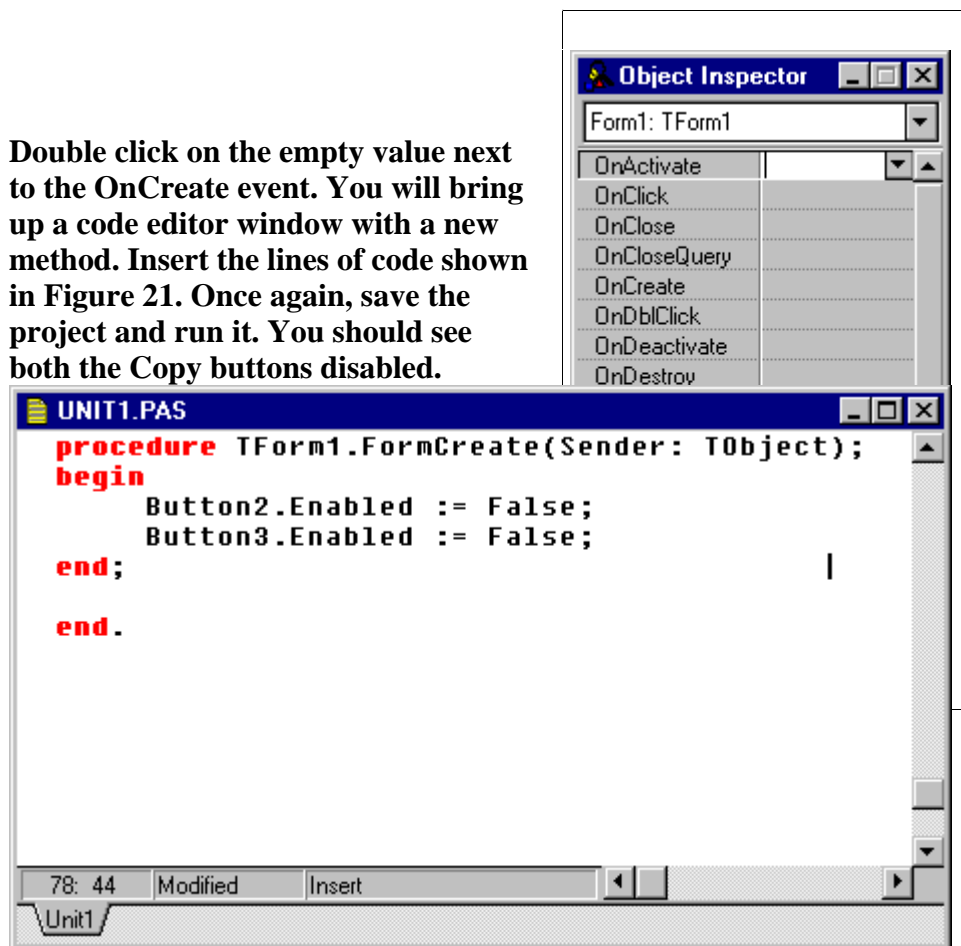 Double click on the empty value next
to the OnCreate event. You will bring
up a code editor window with a new
method. Insert the lines of code shown
in Figure 21. Once again, save the
project and run it. You should see
both the Copy buttons disabled.
Object Inspector
Form1: TForm1
OnActivate
OnClick
OnClose
OnCloseQuery
OnCreate
OnDblClick
OnDeactivate
OnDestroy
UNIT1.PAS
procedure TForm1.FormCreate(Sender: TObject);
begin
Button2.Enabled := False;
Button3.Enabled := False;
end;
end.
78: 44 Modified Insert
Unit1